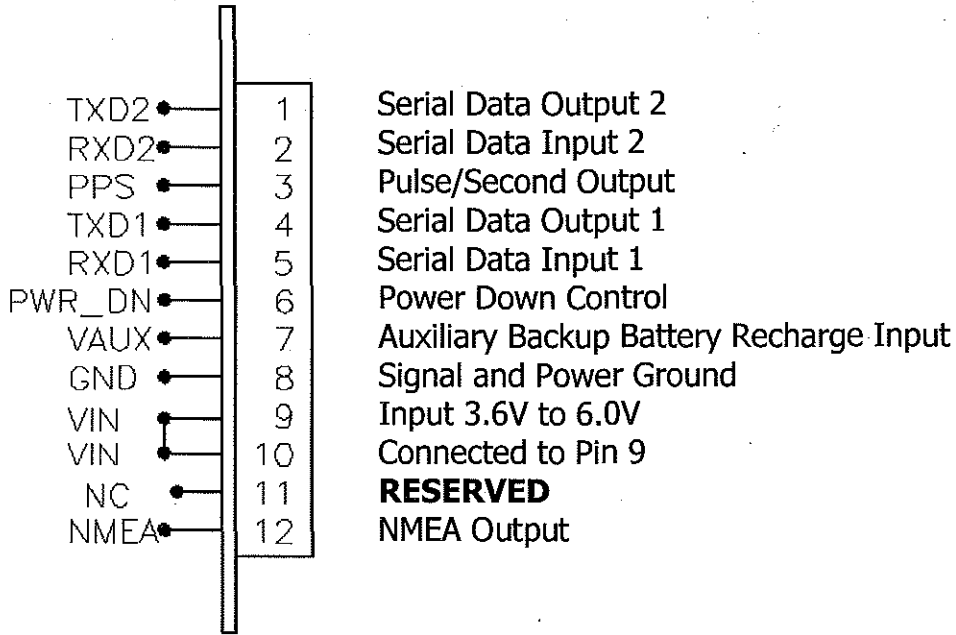 TXD2 1 Serial Data Output 2
RXD2 2 Serial Data Input 2
PPS 3 Pulse/Second Output
TXD1 4 Serial Data Output 1
RXD1 5 Serial Data Input 1
PWR_DN 6 Power Down Control
VAUX 7 Auxiliary Backup Battery Recharge Input
GND 8 Signal and Power Ground
VIN 9 Input 3.6V to 6.0V
VIN 10 Connected to Pin 9
NC 11 RESERVED
NMEA 12 NMEA Output